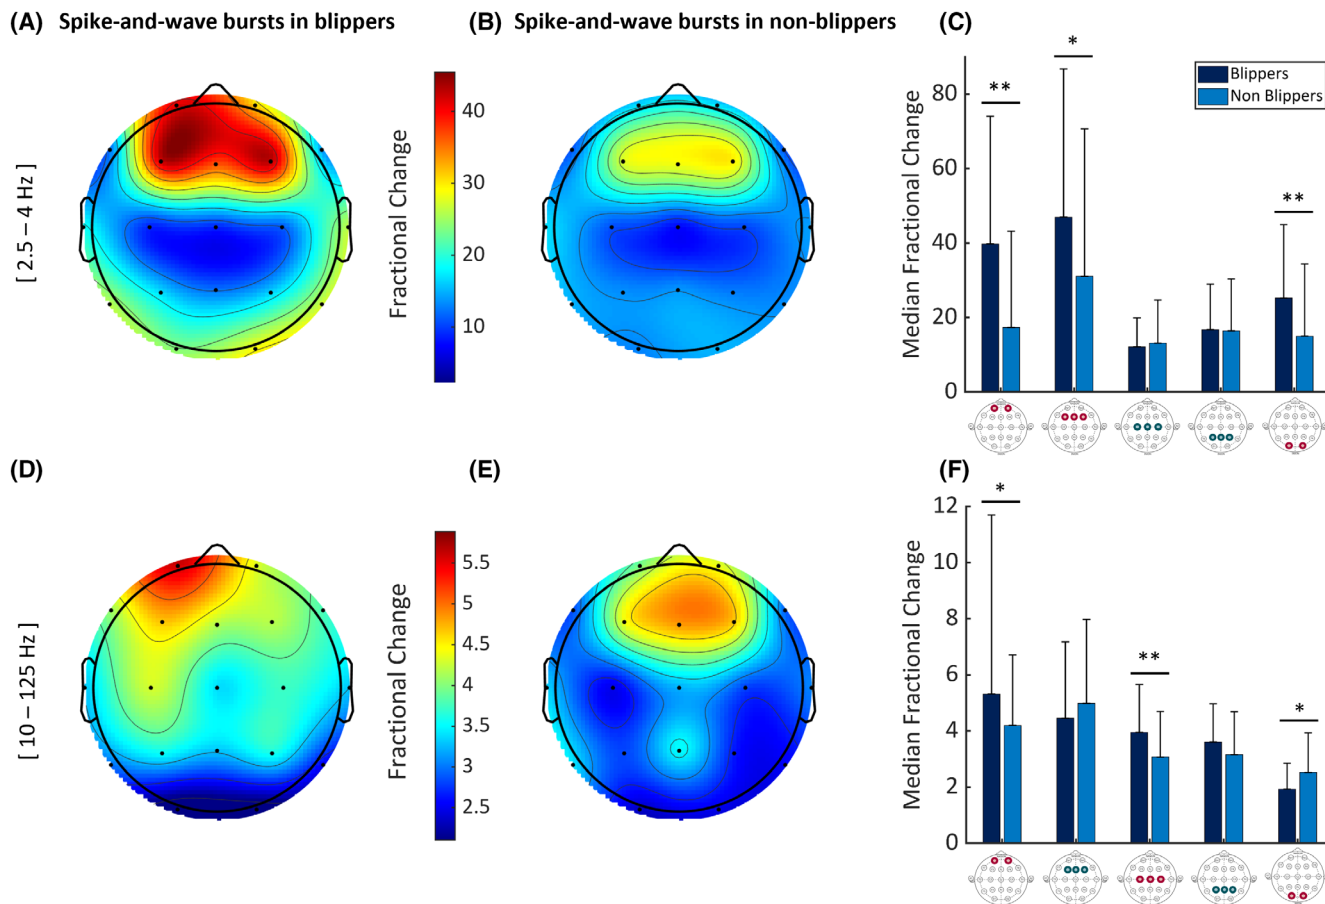 (A) Spike-and-wave bursts in blippers
(B) Spike-and-wave bursts in non-blippers
(C)
[ 2.5 – 4 Hz ]
Fractional Change
40
30
20
10
Median Fractional Change
80
60
40
20
0
**
*
**
Blippers
Non Blippers
(D)
(E)
(F)
[ 10 – 125 Hz ]
Fractional Change
5.5
5
4.5
4
3.5
3
2.5
Median Fractional Change
12
10
8
6
4
2
0
*
**
*